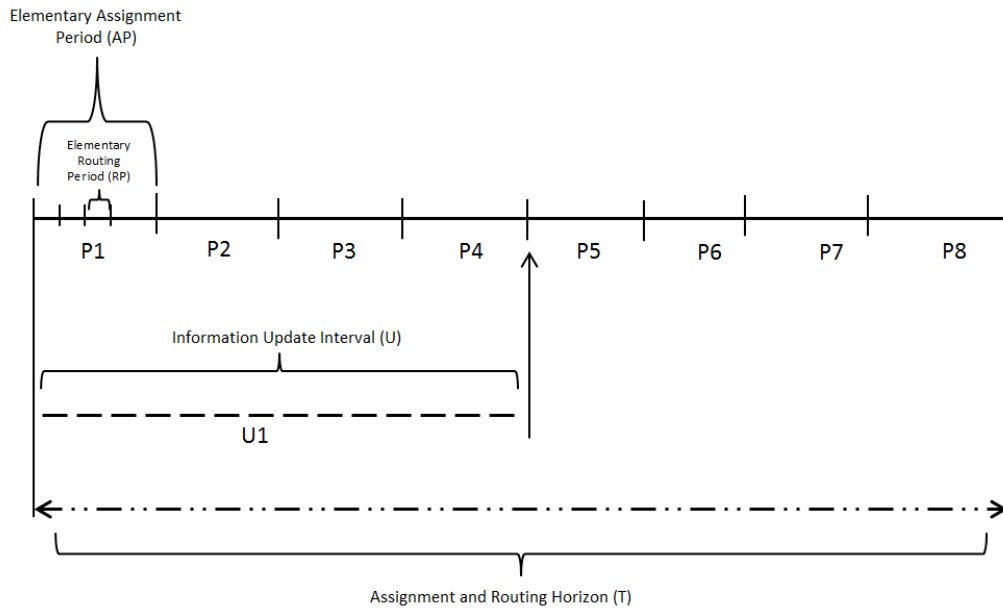 Elementary Assignment
Period (AP)
Elementary
Routing
Period (RP)
P1
P2
P3
P4
P5
P6
P7
P8
Information Update Interval (U)
U1
Assignment and Routing Horizon (T)